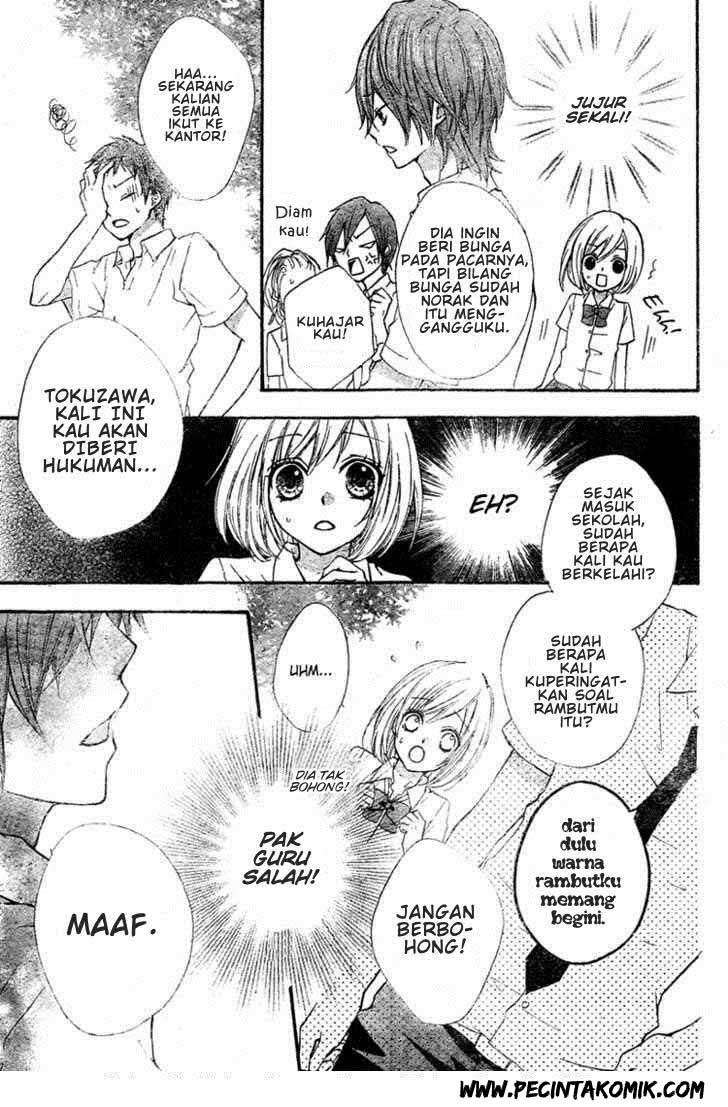 JUJUR
SEKALI!
DIA INGIN
BERI BUNGA
PADA PACARNYA,
TAPI BILANG
BUNGA SUDAH
NORAK DAN
ITU MENG-
GANGGUKU.
Ehh!
Diam
kau!
KUHAJAR
KAU!
HAA...
SEKARANG
KALIAN
SEMUA
IKUT KE
KANTOR!
TOKUZAWA,
KALI INI
KAU AKAN
DIBERI
HUKUMAN...
EH?
SEJAK
MASUK
SEKOLAH,
SUDAH
BERAPA
KALI KAU
BERKELAHI?
SUDAH
BERAPA
KALI
KUPERINGAT-
KAN SOAL
RAMBUTMU
ITU?
dari
dulu
warna
rambutku
memang
begini.
JANGAN
BERBO-
HONG!
UHM...
DIA TAK
BOHONG!
PAK
GURU
SALAH!
MAAF.
WWW.PECINTAKOMIK.COM